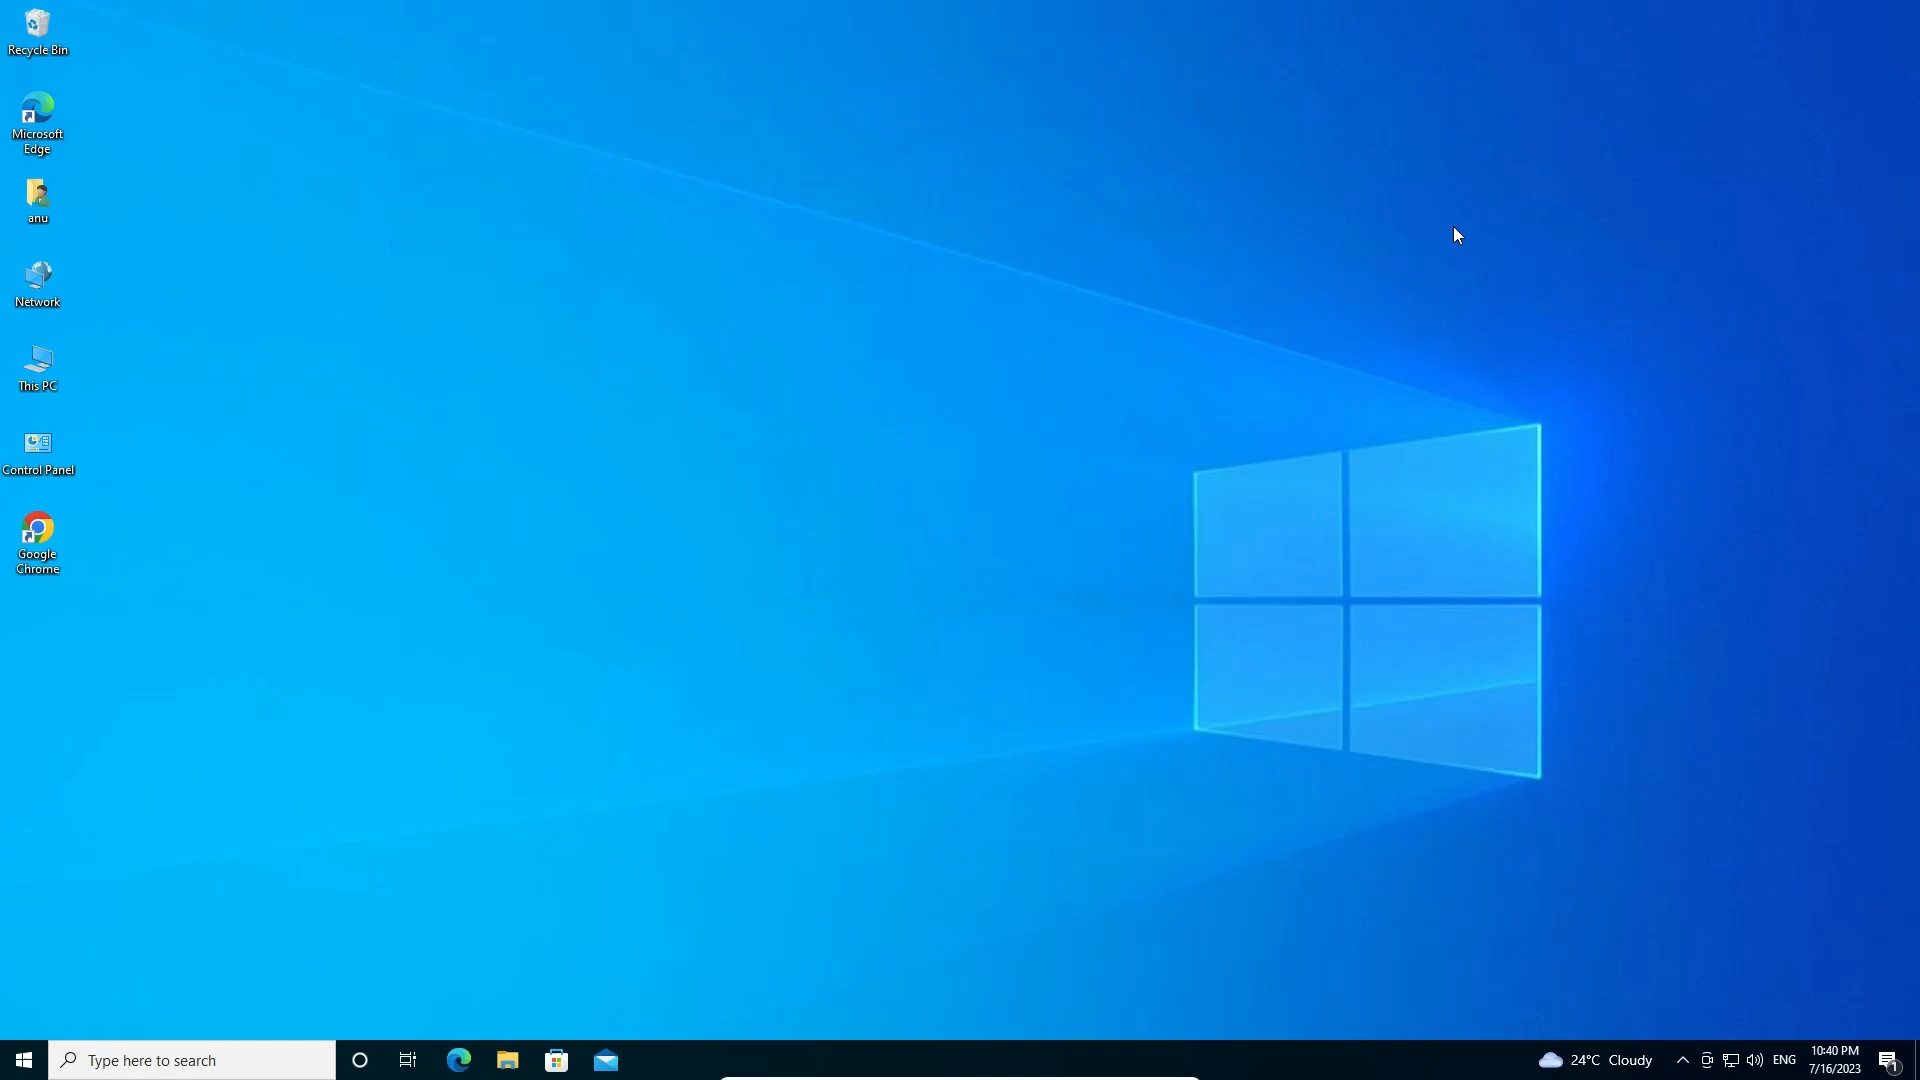 Recycle Bin
Microsoft
Edge
anu
Network
This PC
Control Panel
Google
Chrome
Type here to search
24°C Cloudy
ENG
10:40 PM
7/16/2023
1